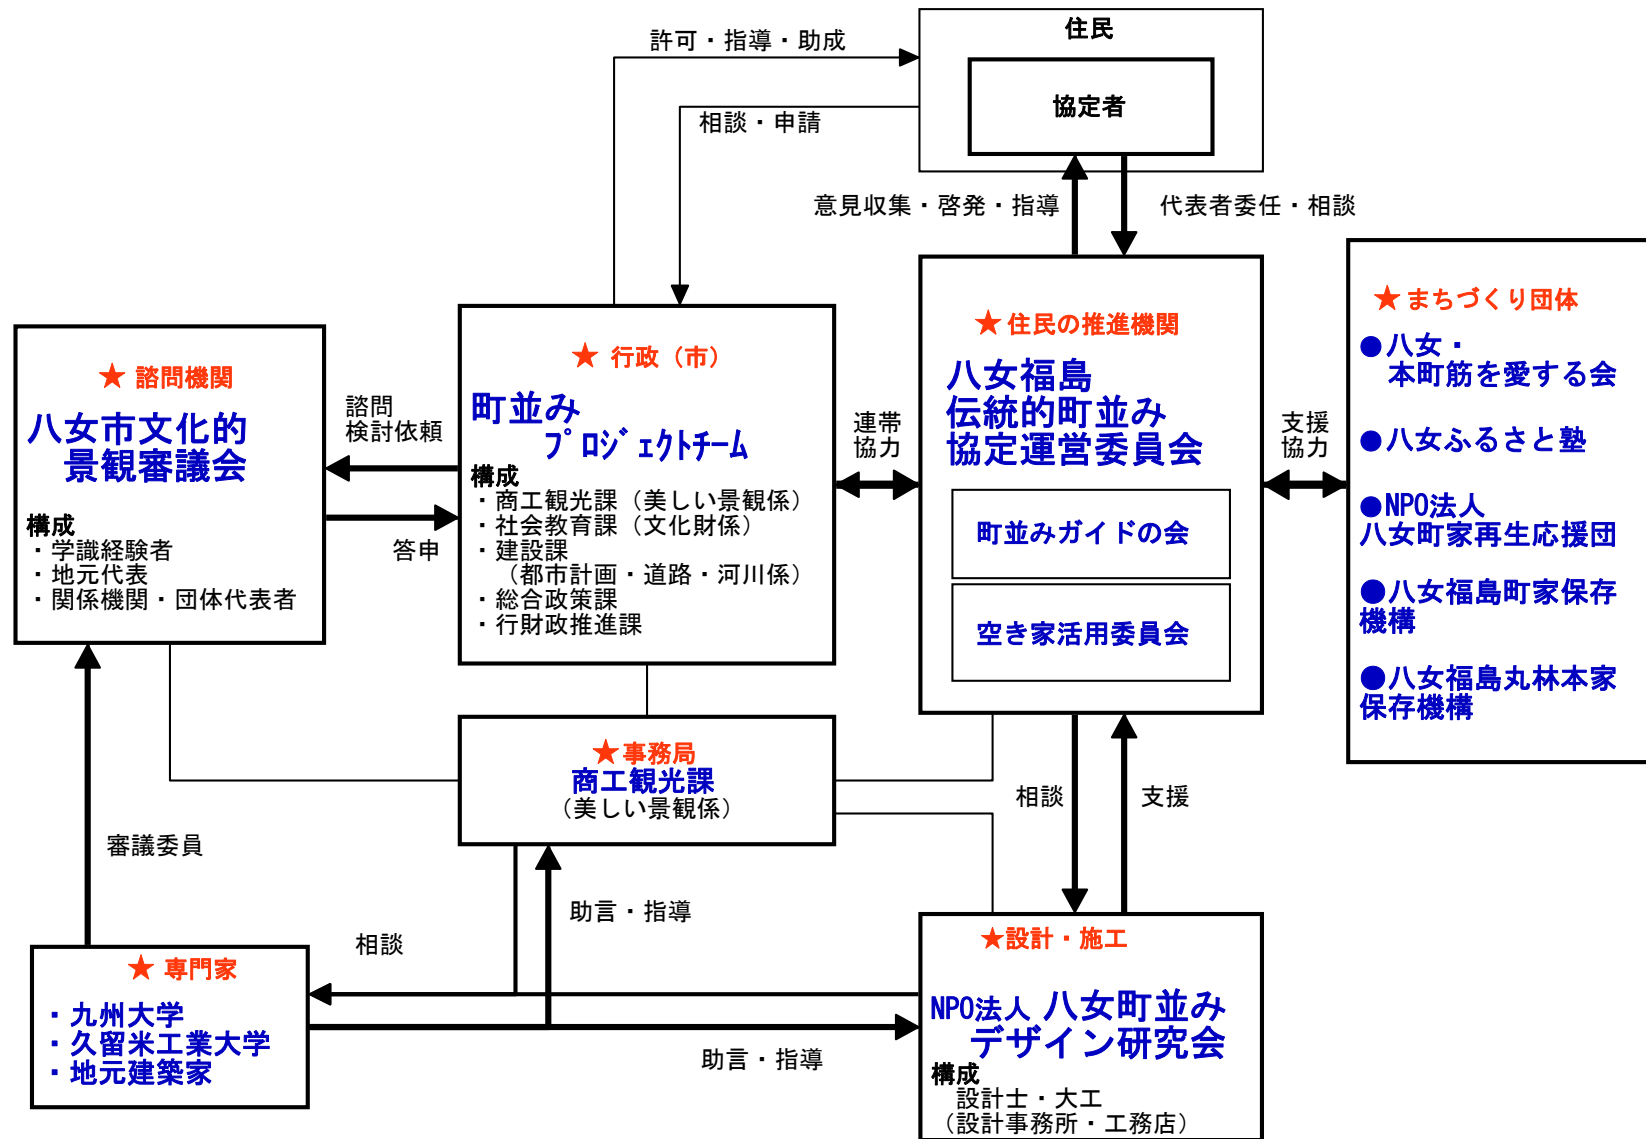 許可・指導・助成
相談・申請
住民
協定者
意見収集・啓発・指導
代表者委任・相談
★ 諮問機関
八女市文化的
景観審議会
構成
・学識経験者
・地元代表
・関係機関・団体代表者
諮問
検討依頼
答申
★ 行政（市）
町並み
ﾌﾟﾛｼﾞｪｸﾄﾁｰﾑ
構成
・商工観光課（美しい景観係）
・社会教育課（文化財係）
・建設課
（都市計画・道路・河川係）
・総合政策課
・行財政推進課
連帯
協力
★ 住民の推進機関
八女福島
伝統的町並み
協定運営委員会
町並みガイドの会
空き家活用委員会
支援
協力
★ まちづくり団体
●八女・
本町筋を愛する会
●八女ふるさと塾
●NPO法人
八女町家再生応援団
●八女福島町家保存
機構
●八女福島丸林本家
保存機構
★事務局
商工観光課
（美しい景観係）
相談
支援
審議委員
助言・指導
相談
助言・指導
★ 専門家
・九州大学
・久留米工業大学
・地元建築家
★設計・施工
NPO法人 八女町並み
デザイン研究会
構成
設計士・大工
（設計事務所・工務店）